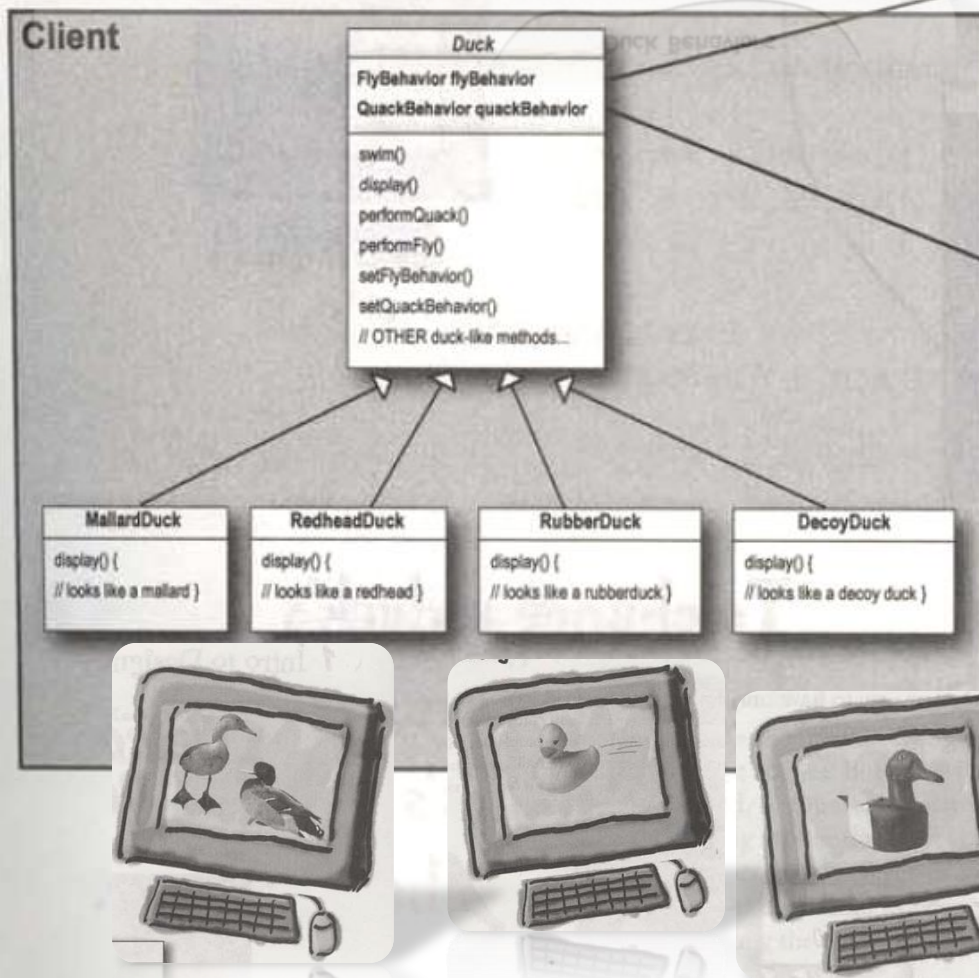 Client
Duck
FlyBehavior flyBehavior
QuackBehavior quackBehavior
swim()
display()
performQuack()
performFly()
setFlyBehavior()
setQuackBehavior()
// OTHER duck-like methods...
MallardDuck
display() {
// looks like a mallard }
RedheadDuck
display() {
// looks like a redhead }
RubberDuck
display() {
// looks like a rubberduck }
DecoyDuck
display() {
// looks like a decoy duck }